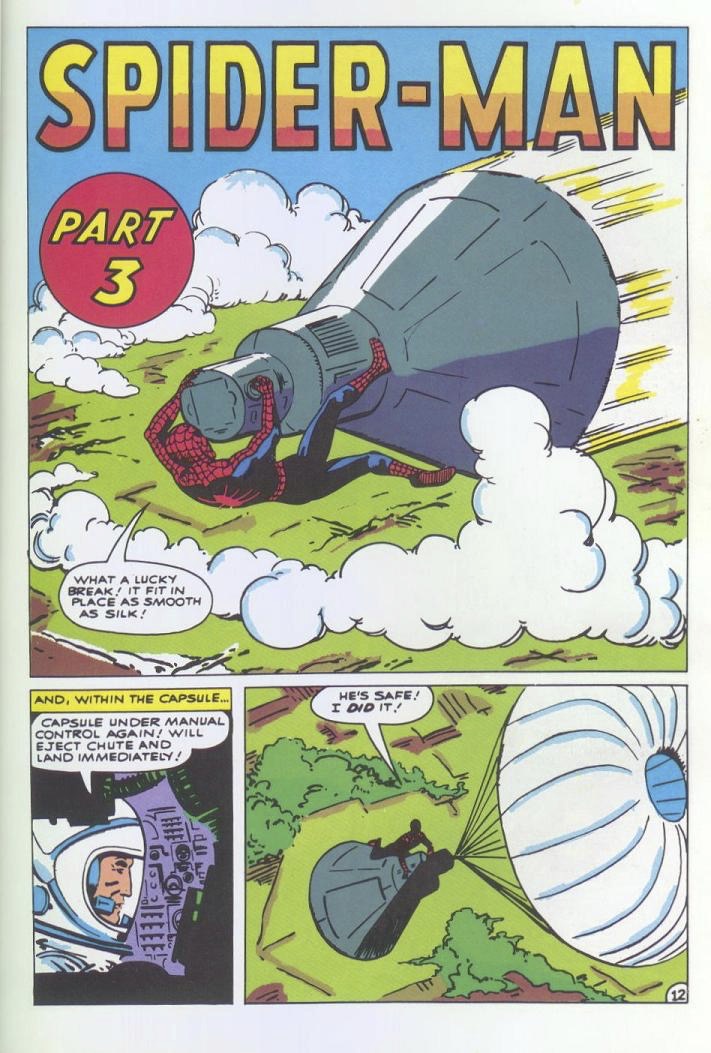 SPIDER-MAN
PART
3
WHAT A LUCKY
BREAK! IT FIT IN
PLACE AS SMOOTH
AS SILK!
AND, WITHIN THE CAPSULE...
CAPSULE UNDER MANUAL
CONTROL AGAIN! WILL
EJECT CHUTE AND
LAND IMMEDIATELY!
HE'S SAFE!
I DID IT!
12